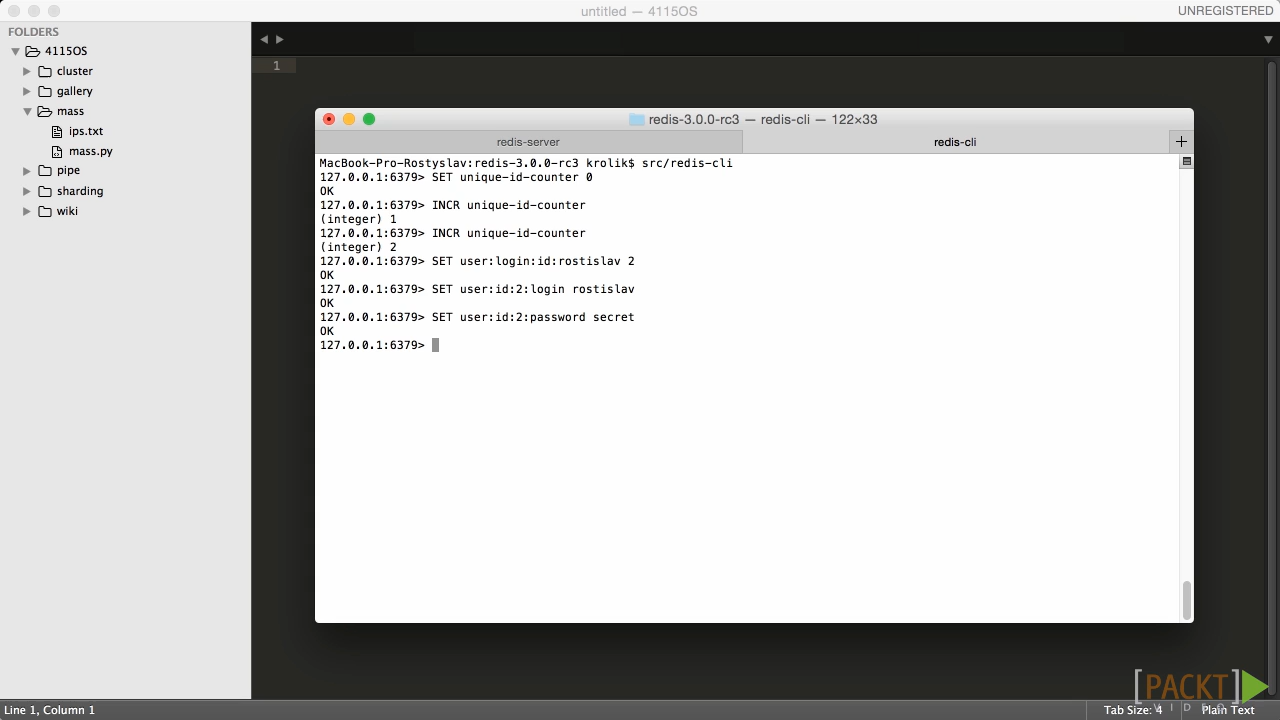 untitled — 4115OS
UNREGISTERED
FOLDERS
4115OS
cluster
gallery
mass
ips.txt
mass.py
pipe
sharding
wiki
1
redis-3.0.0-rc3 — redis-cli — 122×33
redis-server
redis-cli
MacBook-Pro-Rostyslav:redis-3.0.0-rc3 krolik$ src/redis-cli
127.0.0.1:6379> SET unique-id-counter 0
OK
127.0.0.1:6379> INCR unique-id-counter
(integer) 1
127.0.0.1:6379> INCR unique-id-counter
(integer) 2
127.0.0.1:6379> SET user:login:id:rostislav 2
OK
127.0.0.1:6379> SET user:id:2:login rostislav
OK
127.0.0.1:6379> SET user:id:2:password secret
OK
127.0.0.1:6379>
[PACKT]
VIDEO
Line 1, Column 1
Tab Size: 4
Plain Text